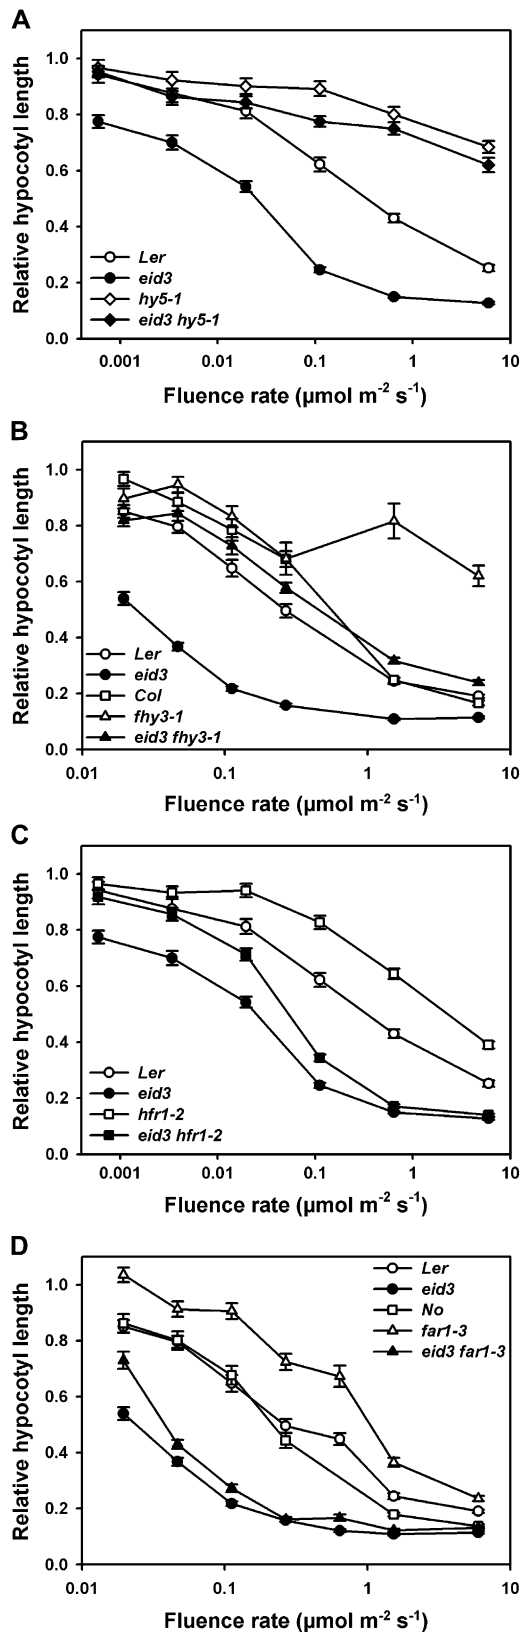 A
Relative hypocotyl length
1.0
0.8
0.6
0.4
0.2
0.0
Ler
eid3
hy5-1
eid3 hy5-1
0.001 0.01 0.1 1 10
Fluence rate (µmol m⁻² s⁻¹)
B
Relative hypocotyl length
1.0
0.8
0.6
0.4
0.2
0.0
Ler
eid3
Col
fhy3-1
eid3 fhy3-1
0.01 0.1 1 10
Fluence rate (µmol m⁻² s⁻¹)
C
Relative hypocotyl length
1.0
0.8
0.6
0.4
0.2
0.0
Ler
eid3
hfr1-2
eid3 hfr1-2
0.001 0.01 0.1 1 10
Fluence rate (µmol m⁻² s⁻¹)
D
Relative hypocotyl length
1.0
0.8
0.6
0.4
0.2
0.0
Ler
eid3
No
far1-3
eid3 far1-3
0.01 0.1 1 10
Fluence rate (µmol m⁻² s⁻¹)